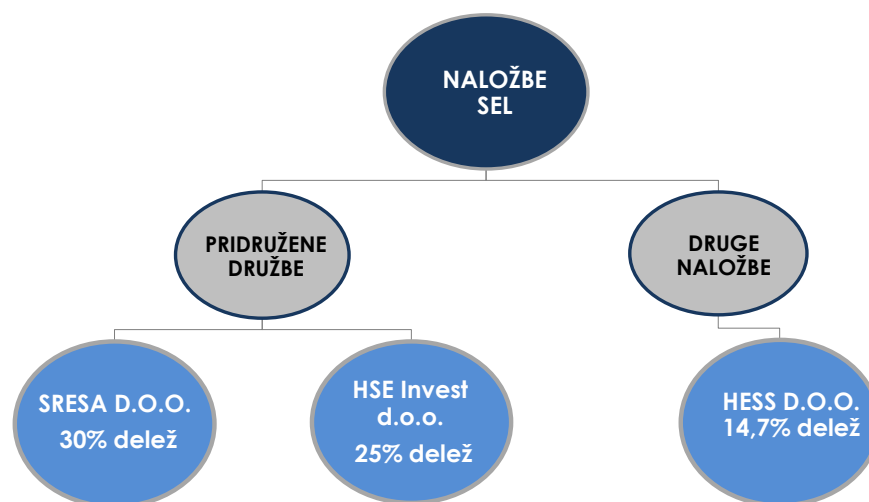 NALOŽBE
SEL
PRIDRUŽENE
DRUŽBE
DRUGE
NALOŽBE
SRESA D.O.O.
30% delež
HSE Invest
d.o.o.
25% delež
HESS D.O.O.
14,7% delež